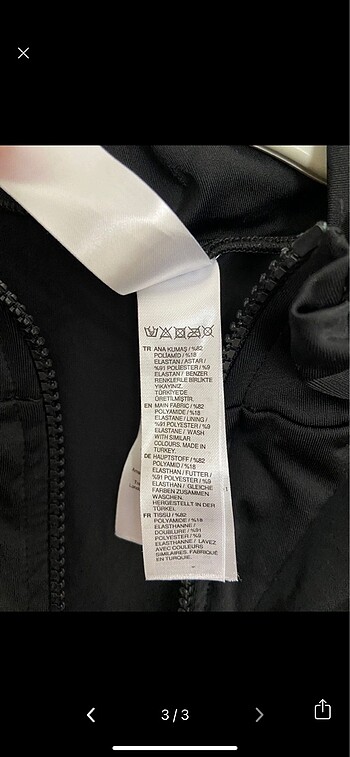 TR ANA KUMAŞ / %82
POLİAMİD / %18
ELASTAN / ASTAR /
%91 POLİESTER / %9
ELASTAN / BENZER
RENKLERLE BİRLİKTE
YIKAYINIZ.
TÜRKİYE'DE
ÜRETİLMİŞTİR.
EN MAIN FABRIC / %82
POLYAMIDE / %18
ELASTANE / LINING /
%91 POLYESTER / %9
ELASTANE / WASH
WITH SIMILAR
COLOURS. MADE IN
TURKEY.
DE HAUPTSTOFF / %82
POLYAMID / %18
ELASTHAN / FUTTER /
%91 POLYESTER / %9
ELASTHAN / GLEICHE
FARBEN ZUSAMMEN
WASCHEN.
HERGESTELLT IN DER
TÜRKEI.
FR TISSU / %82
POLYAMIDE / %18
ELASTHANNE /
DOUBLURE / %91
POLYESTER / %9
ELASTHANNE / LAVEZ
AVEC COULEURS
SIMILAIRES. FABRIQUÉ
EN TURQUIE.
3/3